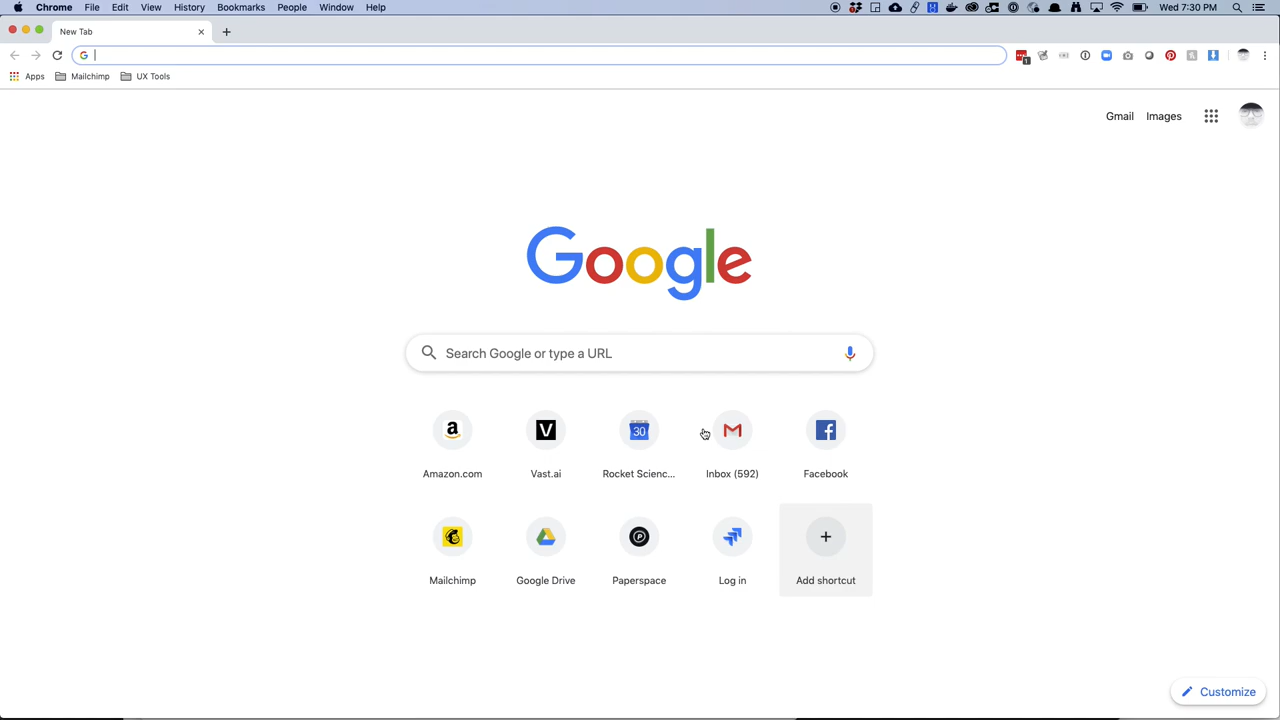 Chrome File Edit View History Bookmarks People Window Help Wed 7:30 PM
New Tab
Apps Mailchimp UX Tools
Gmail Images
Google
Search Google or type a URL
30
Amazon.com Vast.ai Rocket Scienc... Inbox (592) Facebook
Mailchimp Google Drive Paperspace Log in Add shortcut
Customize